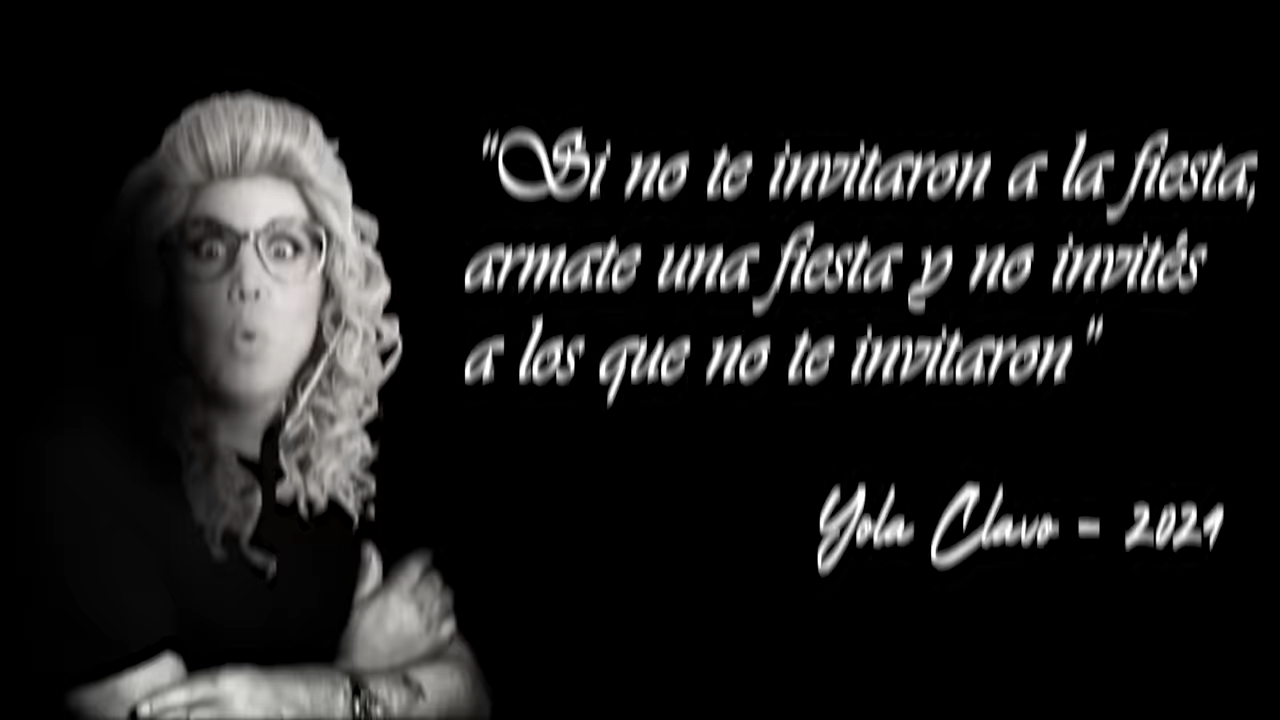 "Si no te invitaron a la fiesta,
armate una fiesta y no invités
a los que no te invitaron"
Yola Clavo - 2021